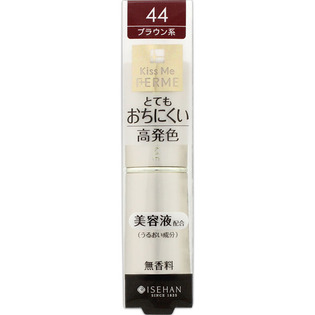 44
ブラウン系
Kiss Me
FERME
とても
おちにくい
高発色
美容液配合
(うるおい成分)
無香料
ISEHAN
SINCE 1825